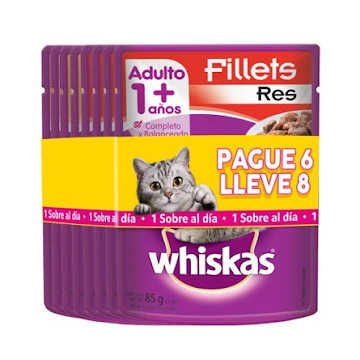 Adulto
1+
años
Completo
y Balanceado
Fillets
Res
PAGUE 6
LLEVE 8
1 Sobre al día • 1 Sobre al día • 1 Sobre al día • 1 Sobre al día
whiskas
85 g